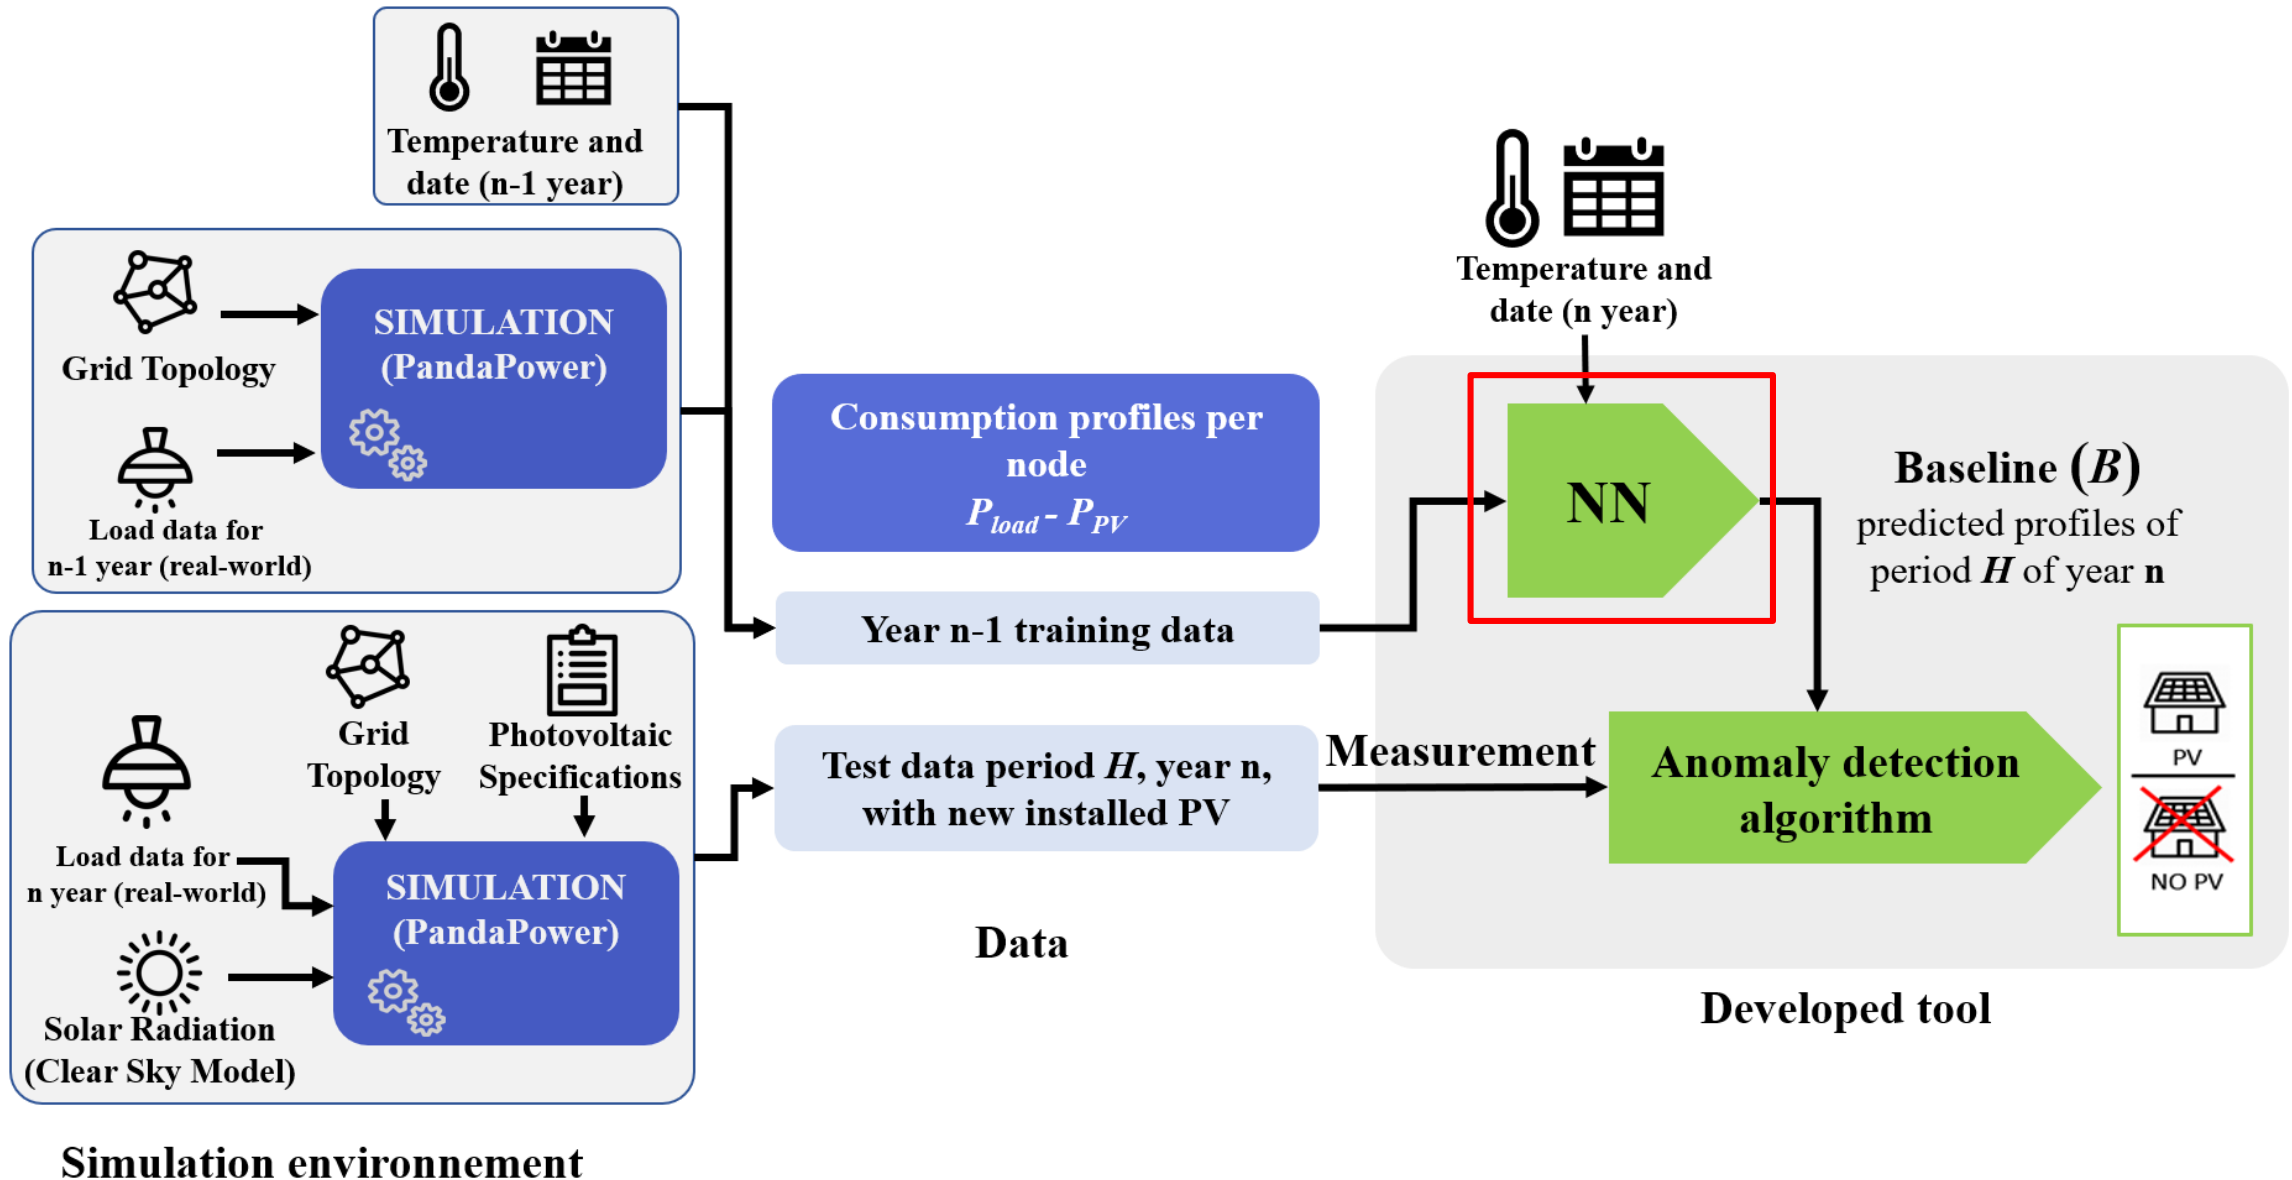 Temperature and
date (n-1 year)
SIMULATION
(PandaPower)
Grid Topology
Load data for
n-1 year (real-world)
Grid
Topology
Photovoltaic
Specifications
Load data for
n year (real-world)
SIMULATION
(PandaPower)
Solar Radiation
(Clear Sky Model)
Simulation environnement
Consumption profiles per
node
P_load - P_PV
Year n-1 training data
Test data period H, year n,
with new installed PV
Data
Temperature and
date (n year)
NN
Baseline (B)
predicted profiles of
period H of year n
Measurement
Anomaly detection
algorithm
PV
NO PV
Developed tool